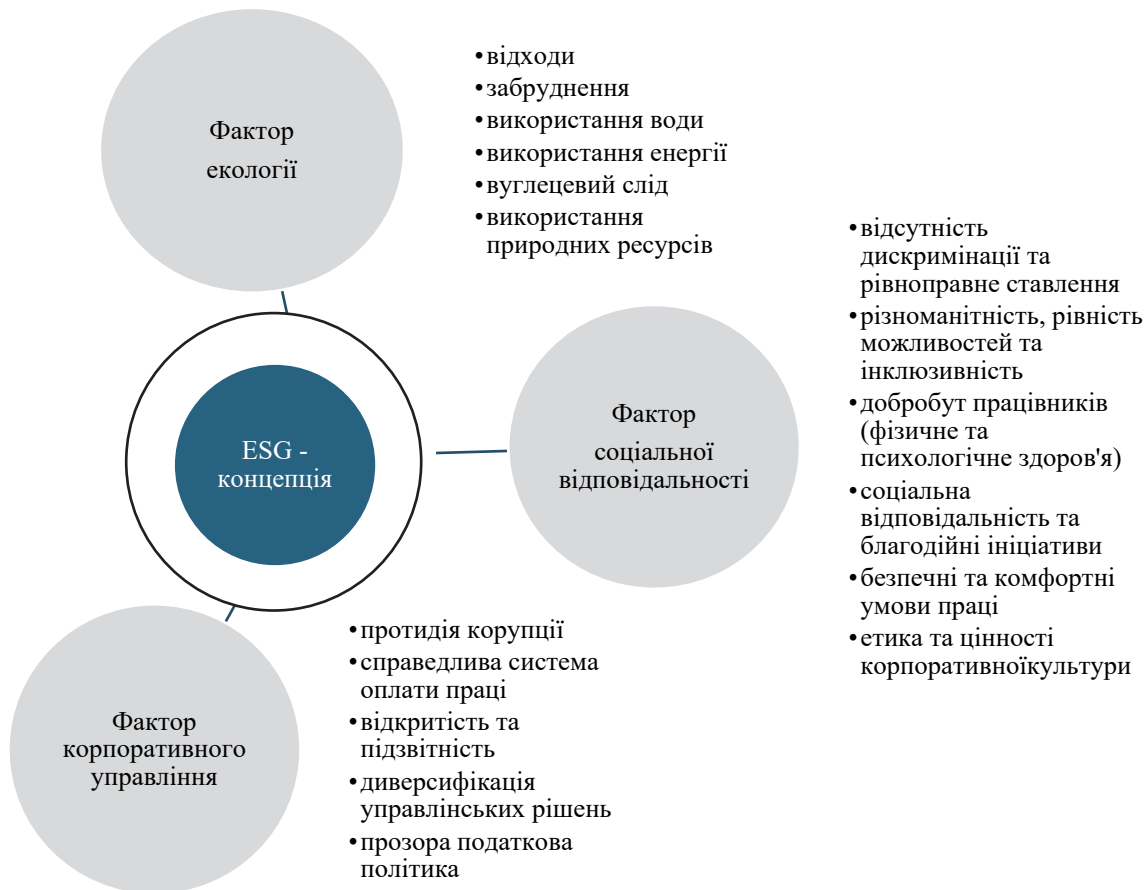 Фактор
екології
•відходи
•забруднення
•використання води
•використання енергії
•вуглецевий слід
•використання
природних ресурсів
ESG -
концепція
Фактор
соціальної
відповідальності
•відсутність
дискримінації та
рівноправне ставлення
•різноманітність, рівність
можливостей та
інклюзивність
•добробут працівників
(фізичне та
психологічне здоров'я)
•соціальна
відповідальність та
благодійні ініціативи
•безпечні та комфортні
умови праці
•етика та цінності
корпоративноїкультури
Фактор
корпоративного
управління
•протидія корупції
•справедлива система
оплати праці
•відкритість та
підзвітність
•диверсифікація
управлінських рішень
•прозора податкова
політика